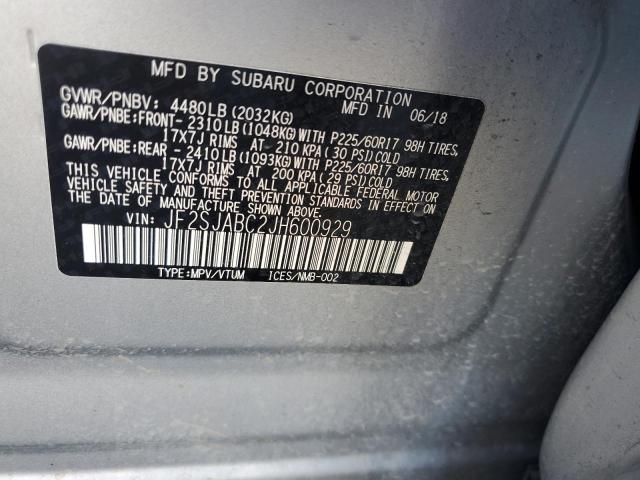 MFD BY SUBARU CORPORATION
GVWR/PNBV: 4480LB(2032KG) MFD IN 06/18
GAWR/PNBE:FRONT-2310LB(1048KG)WITH P225/60R17 98H TIRES,
17X7J RIMS AT 210 KPA(30 PSI)COLD
GAWR/PNBE:REAR -2410LB(1093KG)WITH P225/60R17 98H TIRES,
17X7J RIMS AT 200 KPA(29 PSI)COLD
THIS VEHICLE CONFORMS TO ALL APPLICABLE FEDERAL MOTOR
VEHICLE SAFETY AND THEFT PREVENTION STANDARDS IN EFFECT ON
THE DATE OF MANUFACTURE SHOWN ABOVE.
VIN: JF2SJABC2JH600929
TYPE:MPV/VTUM ICES/NMB-002